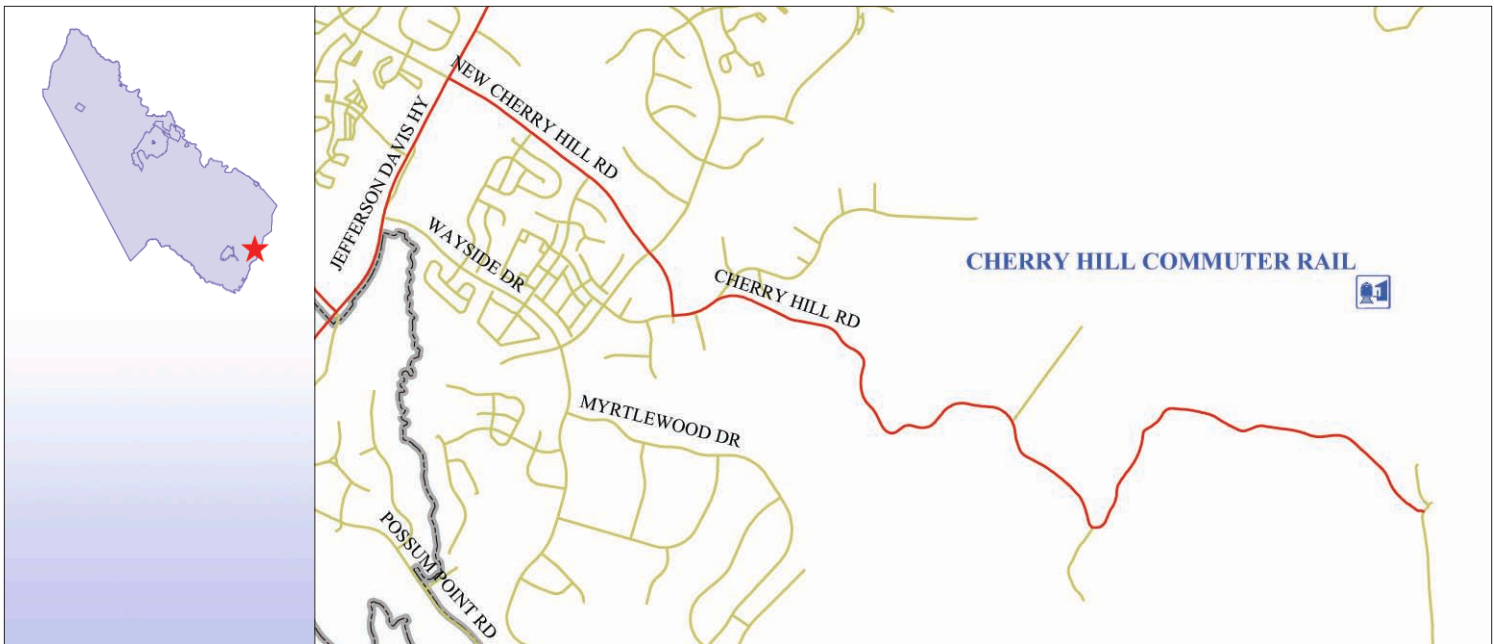 NEW CHERRY HILL RD
JEFFERSON DAVIS HY
WAYSIDE DR
CHERRY HILL COMMUTER RAIL
CHERRY HILL RD
MYRTLEWOOD DR
POSSUM POINT RD